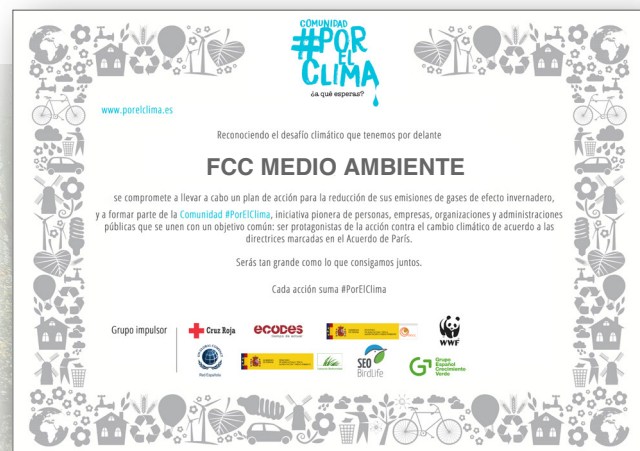 COMUNIDAD
#POR
EL
CLIMA
¿a qué esperas?
www.porelclima.es
Reconociendo el desafío climático que tenemos por delante
FCC MEDIO AMBIENTE
se compromete a llevar a cabo un plan de acción para la reducción de sus emisiones de gases de efecto invernadero,
y a formar parte de la Comunidad #PorElClima, iniciativa pionera de personas, empresas, organizaciones y administraciones
públicas que se unen con un objetivo común: ser protagonistas de la acción contra el cambio climático de acuerdo a las
directrices marcadas en el Acuerdo de París.
Serás tan grande como lo que consigamos juntos.
Cada acción suma #PorElClima
Grupo impulsor
Cruz Roja
ecodes
tiempo de actuar
WWF
Red Española
SEO
BirdLife
Grupo
Español
Crecimiento
Verde